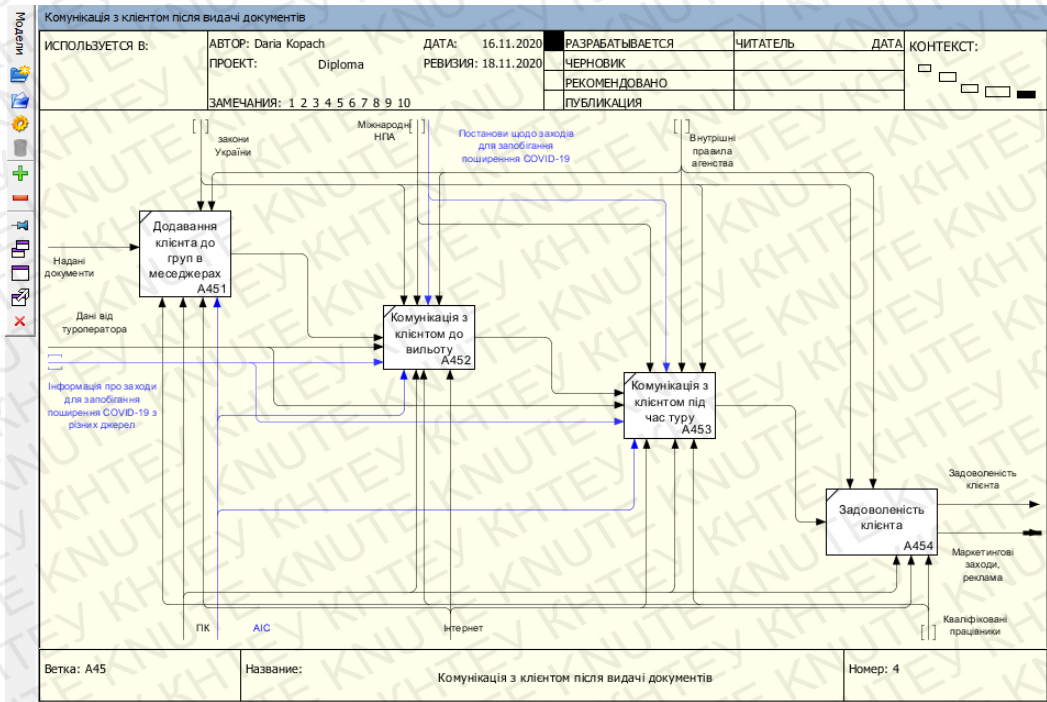 Модели
Комунікація з клієнтом після видачі документів
ИСПОЛЬЗУЕТСЯ В:
АВТОР: Daria Kopach
ДАТА: 16.11.2020
РАЗРАБАТЫВАЕТСЯ
ЧИТАТЕЛЬ
ДАТА
КОНТЕКСТ:
ПРОЕКТ: Diploma
РЕВИЗИЯ: 18.11.2020
ЧЕРНОВИК
РЕКОМЕНДОВАНО
ЗАМЕЧАНИЯ: 1 2 3 4 5 6 7 8 9 10
ПУБЛИКАЦИЯ
закони
України
Міжнародні
НПА
Постанови щодо заходів
для запобігання
поширенння COVID-19
Внутрішні
правила
агенства
Додавання
клієнта до
груп в
меседжерах
A451
Надані
документи
Дані від
туроператора
Комунікація з
клієнтом до
вильоту
A452
Інформація про заходи
для запобігання
поширення COVID-19 з
різних джерел
Комунікація з
клієнтом під
час туру
A453
Задоволеність
клієнта
A454
Задоволеність
клієнта
Маркетингові
заходи,
реклама
ПК
АІС
Інтернет
Кваліфіковані
працівники
Ветка: A45
Название:
Комунікація з клієнтом після видачі документів
Номер: 4
KNUTE КНТЕУ